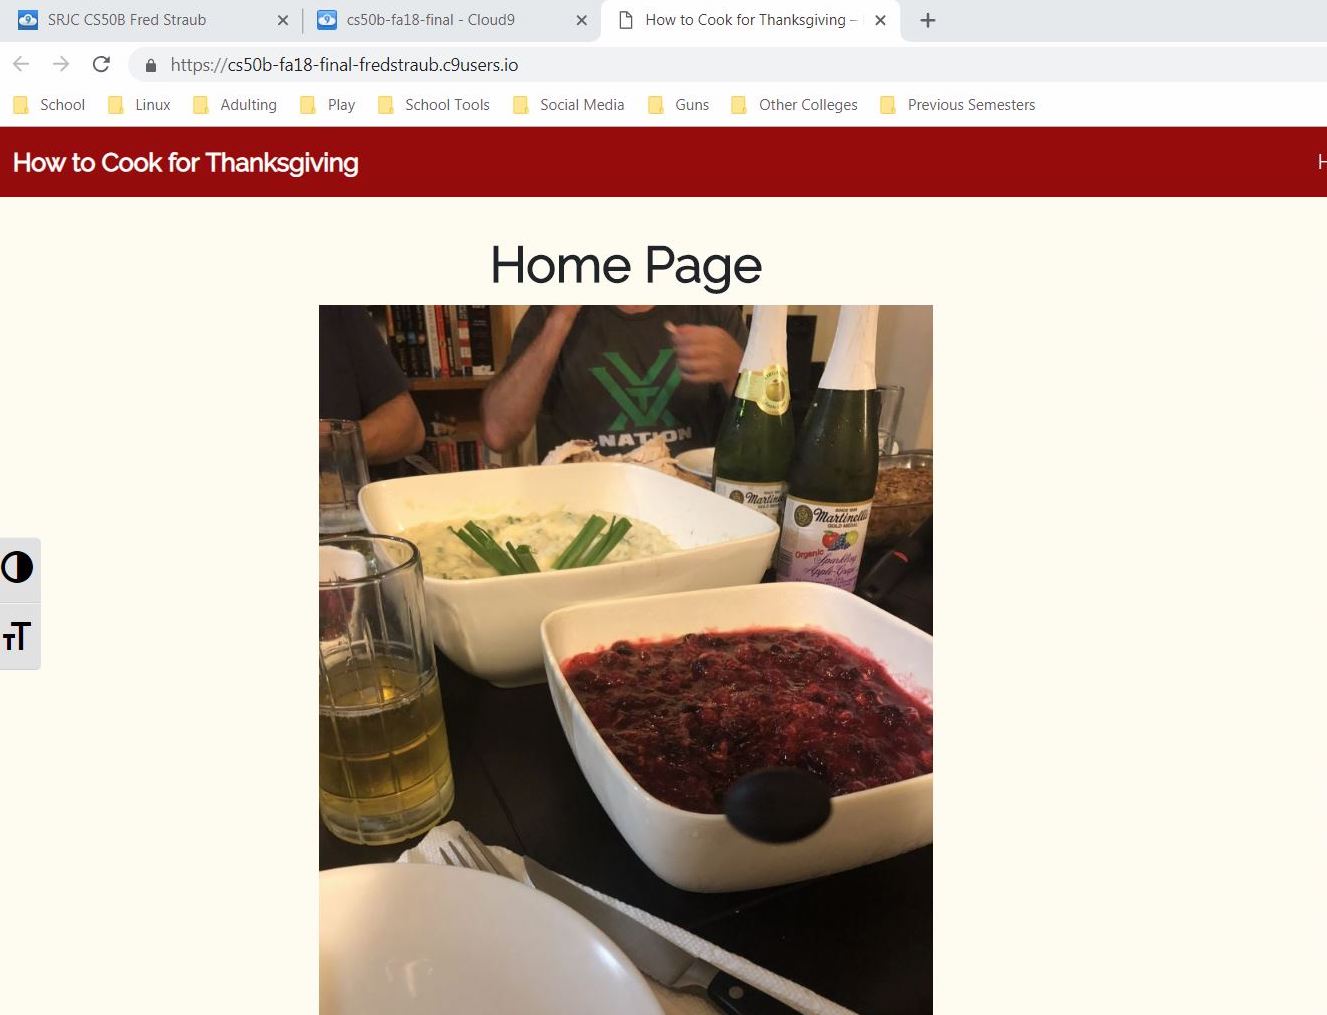 SRJC CS50B Fred Straub
cs50b-fa18-final - Cloud9
How to Cook for Thanksgiving –
https://cs50b-fa18-final-fredstraub.c9users.io
School Linux Adulting Play School Tools Social Media Guns Other Colleges Previous Semesters
How to Cook for Thanksgiving
H
Home Page
NATION
Martinelli's
GOLD MEDAL
Organic
Sparkling
Apple-Grape
TT